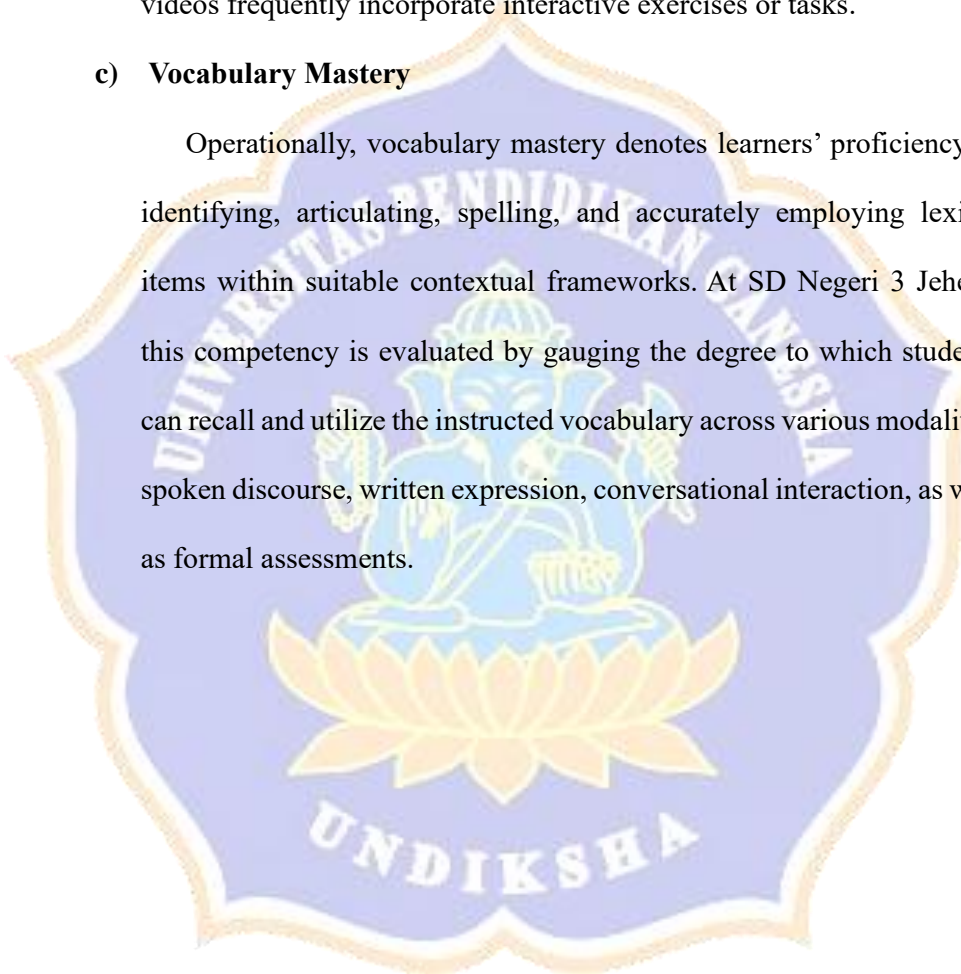 videos frequently incorporate interactive exercises or tasks.
c) Vocabulary Mastery
Operationally, vocabulary mastery denotes learners’ proficiency
identifying, articulating, spelling, and accurately employing
items within suitable contextual frameworks. At SD Negeri 3
this competency is evaluated by gauging the degree to which
can recall and utilize the instructed vocabulary across various
spoken discourse, written expression, conversational interaction, as
as formal assessments.
UNIVERSITAS PENDIDIKAN GANESHA
UNDIKSHA